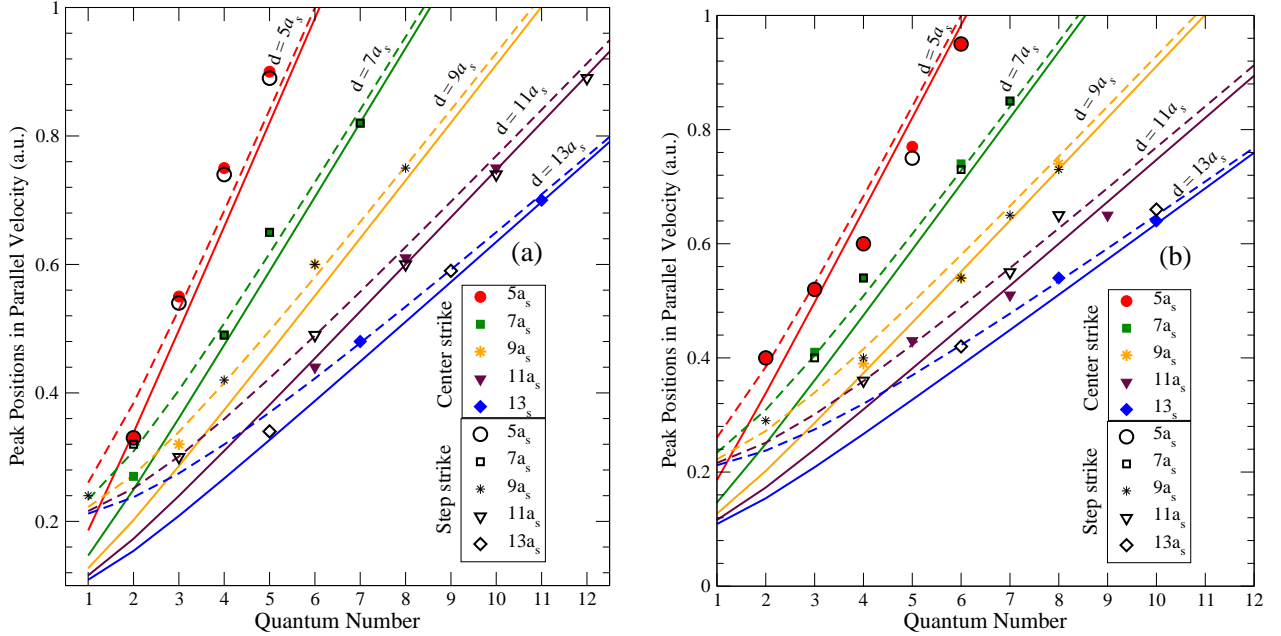 Peak Positions in Parallel Velocity (a.u.)
1
0.8
0.6
0.4
0.2
d = 5a_s
d = 7a_s
d = 9a_s
d = 11a_s
d = 13a_s
(a)
Center strike
5a_s
7a_s
9a_s
11a_s
13_s
Step strike
5a_s
7a_s
9a_s
11a_s
13a_s
1 2 3 4 5 6 7 8 9 10 11 12
Quantum Number
Peak Positions in Parallel Velocity (a.u.)
1
0.8
0.6
0.4
0.2
0
d = 5a_s
d = 7a_s
d = 9a_s
d = 11a_s
d = 13a_s
(b)
Center strike
5a_s
7a_s
9a_s
11a_s
13_s
Step strike
5a_s
7a_s
9a_s
11a_s
13a_s
1 2 3 4 5 6 7 8 9 10 11 12
Quantum Number